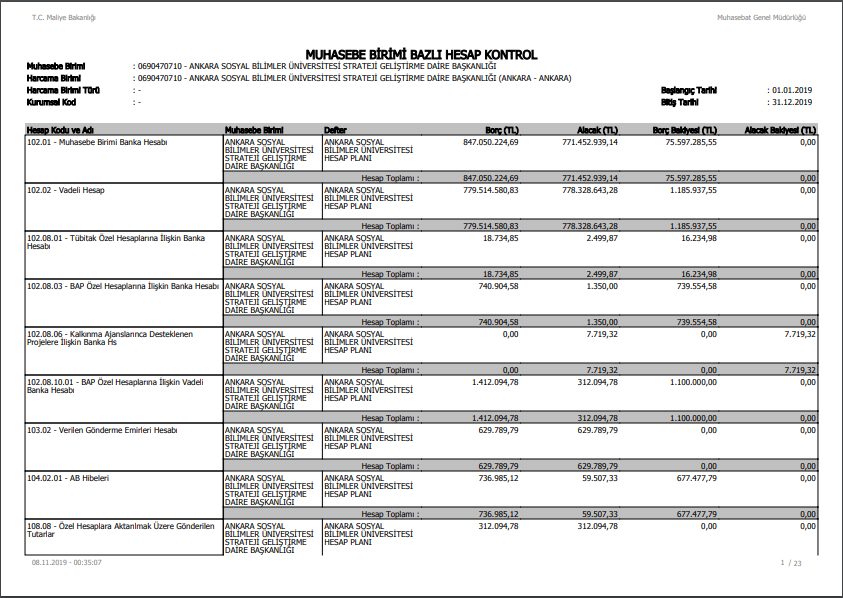 T.C. Maliye Bakanlığı
Muhasebat Genel Müdürlüğü
MUHASEBE BİRİMİ BAZLI HESAP KONTROL
Muhasebe Birimi : 0690470710 - ANKARA SOSYAL BİLİMLER ÜNİVERSİTESİ STRATEJİ GELİŞTİRME DAİRE BAŞKANLIĞI
Harcama Birimi : 0690470710 - ANKARA SOSYAL BİLİMLER ÜNİVERSİTESİ STRATEJİ GELİŞTİRME DAİRE BAŞKANLIĞI (ANKARA - ANKARA)
Harcama Birimi Türü : - Başlangıç Tarihi : 01.01.2019
Kurumsal Kod : - Bitiş Tarihi : 31.12.2019
Hesap Kodu ve Adı Muhasebe Birimi Defter Borç (TL) Alacak (TL) Borç Bakiyesi (TL) Alacak Bakiyesi (TL)
102.01 - Muhasebe Birimi Banka Hesabı ANKARA SOSYAL ANKARA SOSYAL 847.050.224,69 771.452.939,14 75.597.285,55 0,00
BİLİMLER ÜNİVERSİTESİ BİLİMLER ÜNİVERSİTESİ
STRATEJİ GELİŞTİRME HESAP PLANI
DAİRE BAŞKANLIĞI
Hesap Toplamı : 847.050.224,69 771.452.939,14 75.597.285,55 0,00
102.02 - Vadeli Hesap ANKARA SOSYAL ANKARA SOSYAL 779.514.580,83 778.328.643,28 1.185.937,55 0,00
BİLİMLER ÜNİVERSİTESİ BİLİMLER ÜNİVERSİTESİ
STRATEJİ GELİŞTİRME HESAP PLANI
DAİRE BAŞKANLIĞI
Hesap Toplamı : 779.514.580,83 778.328.643,28 1.185.937,55 0,00
102.08.01 - Tübitak Özel Hesaplarına İlişkin Banka ANKARA SOSYAL ANKARA SOSYAL 18.734,85 2.499,87 16.234,98 0,00
Hesabı BİLİMLER ÜNİVERSİTESİ BİLİMLER ÜNİVERSİTESİ
STRATEJİ GELİŞTİRME HESAP PLANI
DAİRE BAŞKANLIĞI
Hesap Toplamı : 18.734,85 2.499,87 16.234,98 0,00
102.08.03 - BAP Özel Hesaplarına İlişkin Banka Hesabı ANKARA SOSYAL ANKARA SOSYAL 740.904,58 1.350,00 739.554,58 0,00
BİLİMLER ÜNİVERSİTESİ BİLİMLER ÜNİVERSİTESİ
STRATEJİ GELİŞTİRME HESAP PLANI
DAİRE BAŞKANLIĞI
Hesap Toplamı : 740.904,58 1.350,00 739.554,58 0,00
102.08.06 - Kalkınma Ajanslarınca Desteklenen ANKARA SOSYAL ANKARA SOSYAL 0,00 7.719,32 0,00 7.719,32
Projelere İlişkin Banka Hs BİLİMLER ÜNİVERSİTESİ BİLİMLER ÜNİVERSİTESİ
STRATEJİ GELİŞTİRME HESAP PLANI
DAİRE BAŞKANLIĞI
Hesap Toplamı : 0,00 7.719,32 0,00 7.719,32
102.08.10.01 - BAP Özel Hesaplarına İlişkin Vadeli ANKARA SOSYAL ANKARA SOSYAL 1.412.094,78 312.094,78 1.100.000,00 0,00
Banka Hesabı BİLİMLER ÜNİVERSİTESİ BİLİMLER ÜNİVERSİTESİ
STRATEJİ GELİŞTİRME HESAP PLANI
DAİRE BAŞKANLIĞI
Hesap Toplamı : 1.412.094,78 312.094,78 1.100.000,00 0,00
103.02 - Verilen Gönderme Emirleri Hesabı ANKARA SOSYAL ANKARA SOSYAL 629.789,79 629.789,79 0,00 0,00
BİLİMLER ÜNİVERSİTESİ BİLİMLER ÜNİVERSİTESİ
STRATEJİ GELİŞTİRME HESAP PLANI
DAİRE BAŞKANLIĞI
Hesap Toplamı : 629.789,79 629.789,79 0,00 0,00
104.02.01 - AB Hibeleri ANKARA SOSYAL ANKARA SOSYAL 736.985,12 59.507,33 677.477,79 0,00
BİLİMLER ÜNİVERSİTESİ BİLİMLER ÜNİVERSİTESİ
STRATEJİ GELİŞTİRME HESAP PLANI
DAİRE BAŞKANLIĞI
Hesap Toplamı : 736.985,12 59.507,33 677.477,79 0,00
108.08 - Özel Hesaplara Aktarılmak Üzere Gönderilen ANKARA SOSYAL ANKARA SOSYAL 312.094,78 312.094,78 0,00 0,00
Tutarlar BİLİMLER ÜNİVERSİTESİ BİLİMLER ÜNİVERSİTESİ
STRATEJİ GELİŞTİRME HESAP PLANI
DAİRE BAŞKANLIĞI
08.11.2019 - 00:35:07 1 / 23